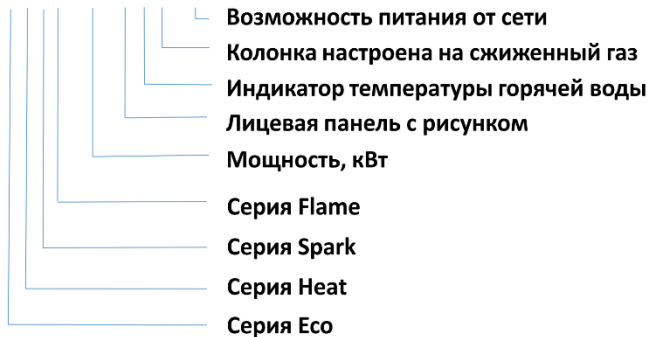 Возможность питания от сети
Колонка настроена на сжиженный газ
Индикатор температуры горячей воды
Лицевая панель с рисунком
Мощность, кВт
Серия Flame
Серия Spark
Серия Heat
Серия Eco